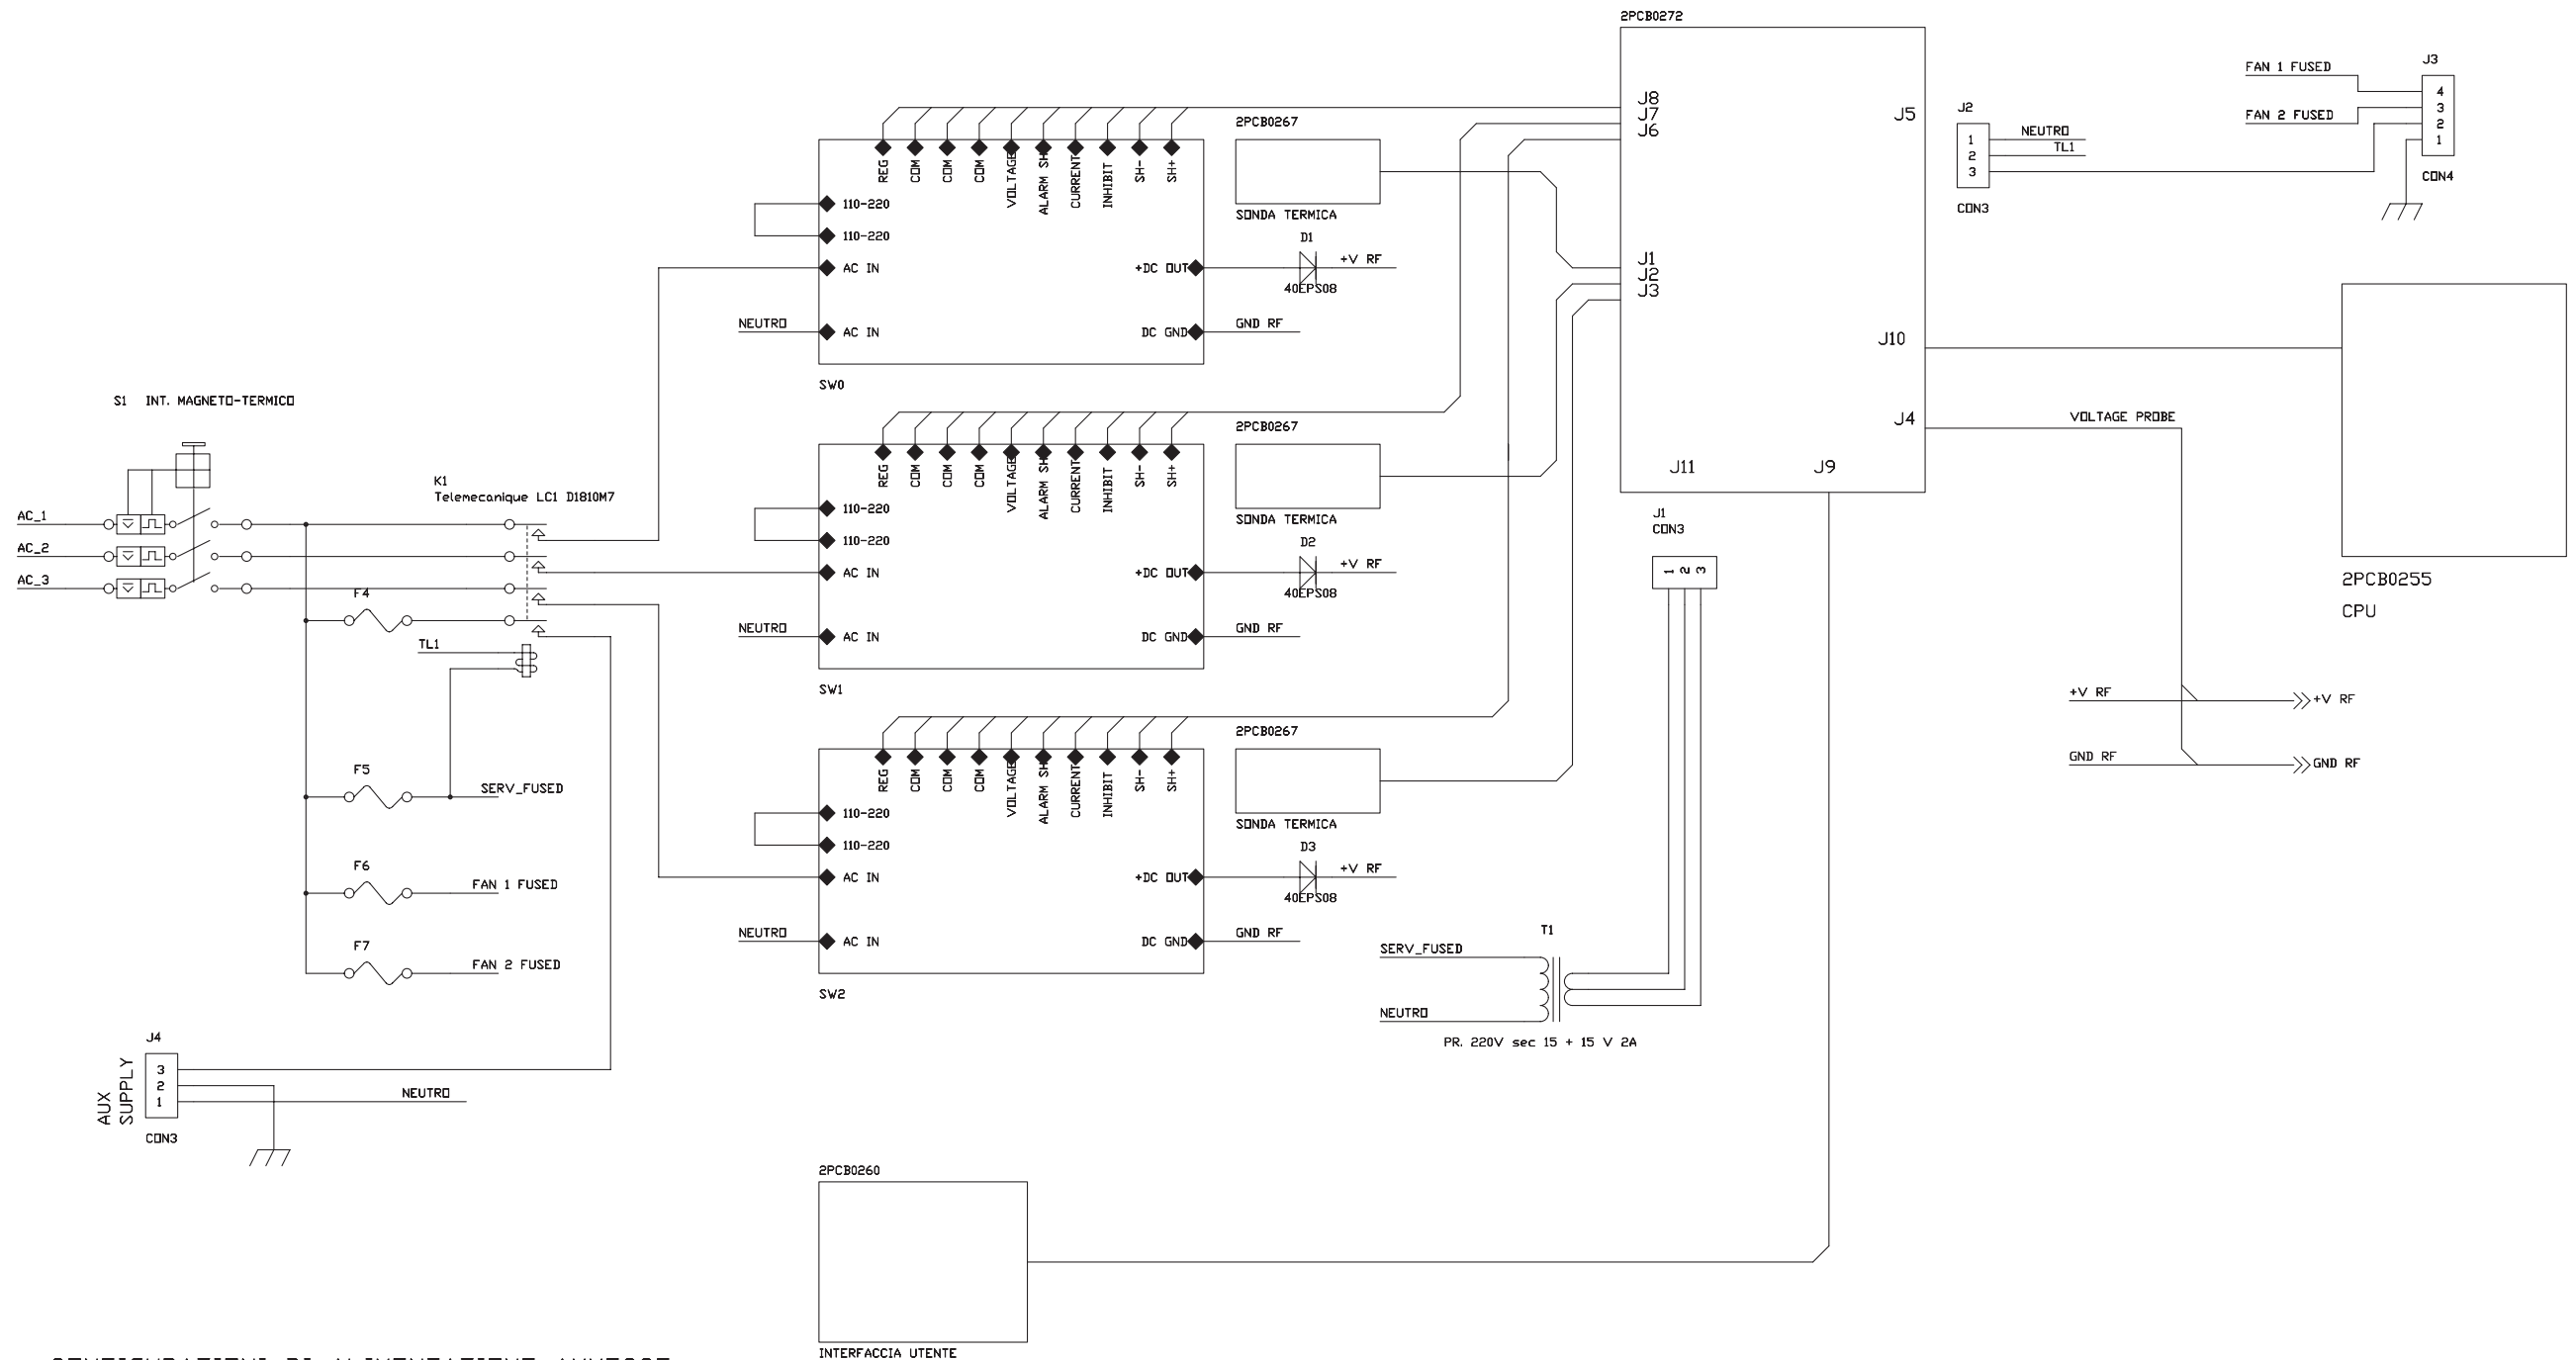 2PCB0272
J8
J7
J6
J5
J1
J2
J3
J10
J4
J11
J9
FAN 1 FUSED
FAN 2 FUSED
J3
4
3
2
1
CON4
J2
1
2
3
CON3
NEUTRO
TL1
REG
COM
COM
COM
VOLTAGE
ALARM SH
CURRENT
INHIBIT
SH-
SH+
110-220
110-220
AC IN
NEUTRO
AC IN
+DC OUT
DC GND
SW0
2PCB0267
SONDA TERMICA
D1
+V RF
40EPS08
GND RF
S1 INT. MAGNETO-TERMICO
AC_1
AC_2
AC_3
K1
Telemecanique LC1 D1810M7
F4
TL1
F5
SERV_FUSED
F6
FAN 1 FUSED
F7
FAN 2 FUSED
REG
COM
COM
COM
VOLTAGE
ALARM SH
CURRENT
INHIBIT
SH-
SH+
110-220
110-220
AC IN
NEUTRO
AC IN
+DC OUT
DC GND
SW1
2PCB0267
SONDA TERMICA
D2
+V RF
40EPS08
GND RF
REG
COM
COM
COM
VOLTAGE
ALARM SH
CURRENT
INHIBIT
SH-
SH+
110-220
110-220
AC IN
NEUTRO
AC IN
+DC OUT
DC GND
SW2
2PCB0267
SONDA TERMICA
D3
+V RF
40EPS08
GND RF
J1
CON3
1
2
3
2PCB0255
CPU
VOLTAGE PROBE
+V RF
+V RF
GND RF
GND RF
T1
SERV_FUSED
NEUTRO
PR. 220V sec 15 + 15 V 2A
J4
AUX
SUPPLY
3
2
1
CON3
NEUTRO
2PCB0260
INTERFACCIA UTENTE